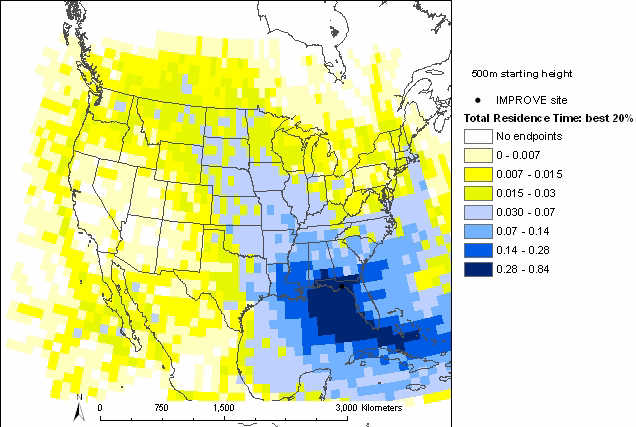 500m starting height
IMPROVE site
Total Residence Time: best 20%
No endpoints
0 - 0.007
0.007 - 0.015
0.015 - 0.03
0.030 - 0.07
0.07 - 0.14
0.14 - 0.28
0.28 - 0.84
N
0 750 1,500 3,000 Kilometers